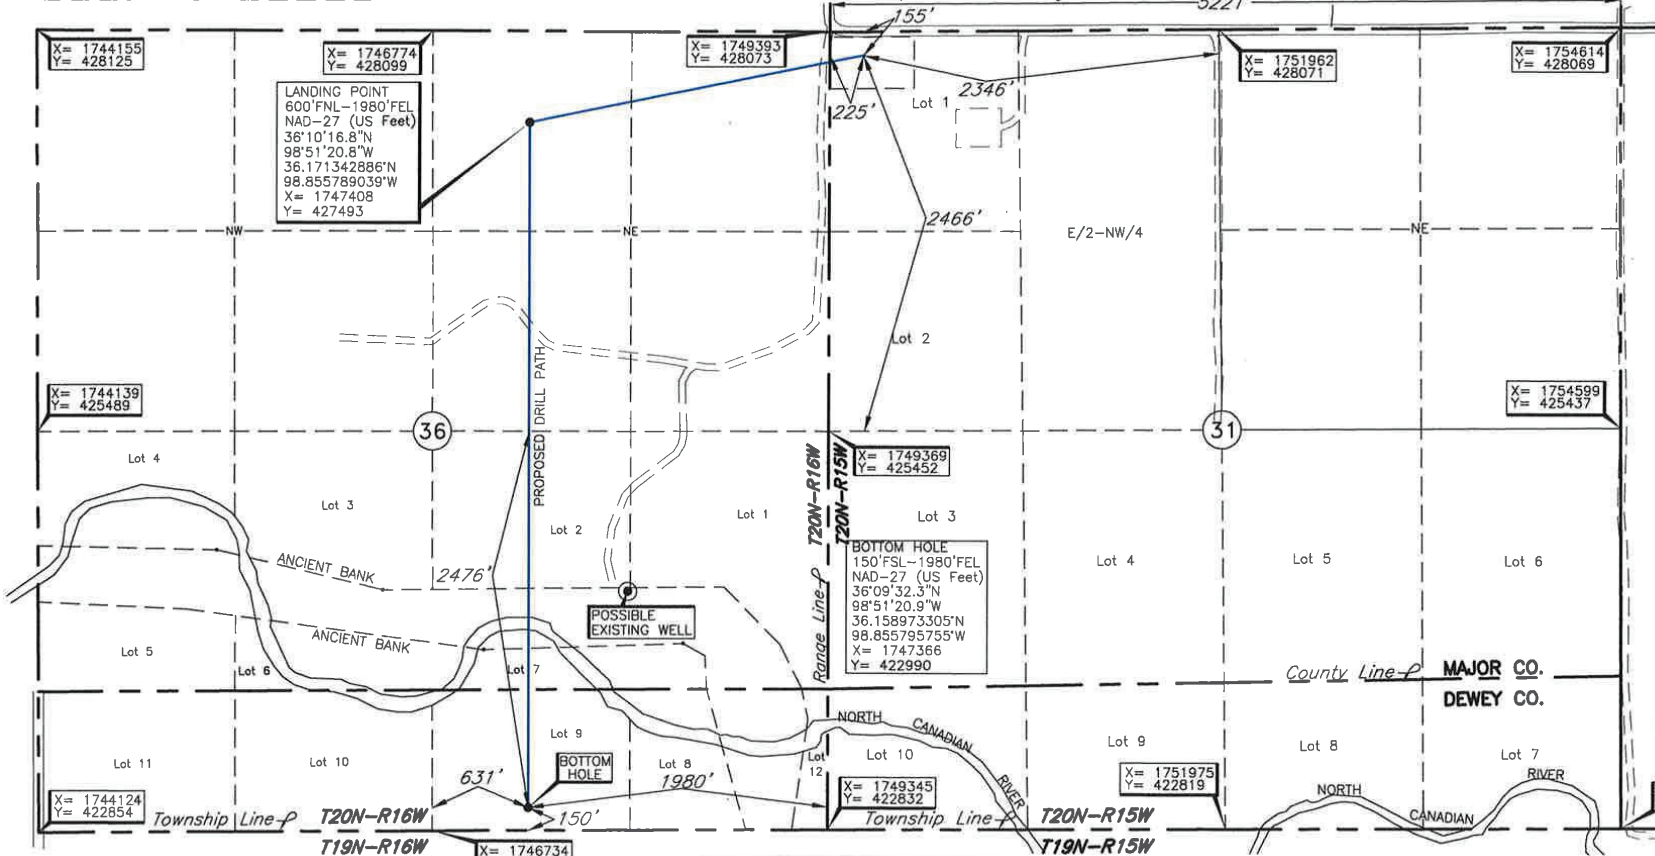 5221
155'
X= 1744155
Y= 428125
X= 1746774
Y= 428099
X= 1749393
Y= 428073
X= 1751962
Y= 428071
X= 1754614
Y= 428069
LANDING POINT
600'FNL-1980'FEL
NAD-27 (US Feet)
36°10'16.8"N
98°51'20.8"W
36.171342886°N
98.855789039°W
X= 1747408
Y= 427493
225'
2346'
Lot 1
2466'
NW
NE
E/2-NW/4
NE
Lot 2
PROPOSED DRILL PATH
X= 1744139
Y= 425489
X= 1754599
Y= 425437
36
31
X= 1749369
Y= 425452
Lot 4
Lot 3
Lot 2
Lot 1
T20N-R16W
T20N-R15W
Lot 3
Lot 4
Lot 5
Lot 6
BOTTOM HOLE
150'FSL-1980'FEL
NAD-27 (US Feet)
36°09'32.3"N
98°51'20.9"W
36.158973305°N
98.855795755°W
X= 1747366
Y= 422990
ANCIENT BANK
2476'
POSSIBLE
EXISTING WELL
ANCIENT BANK
Range Line
Lot 5
Lot 6
Lot 7
County Line
MAJOR CO.
DEWEY CO.
NORTH CANADIAN RIVER
Lot 11
Lot 10
Lot 9
Lot 8
Lot
12
Lot 10
Lot 9
Lot 8
Lot 7
BOTTOM
HOLE
631'
1980'
150'
X= 1744124
Y= 422854
X= 1749345
Y= 422832
X= 1751975
Y= 422819
NORTH CANADIAN RIVER
Township Line
T20N-R16W
Township Line
T20N-R15W
T19N-R16W
X= 1746734
T19N-R15W